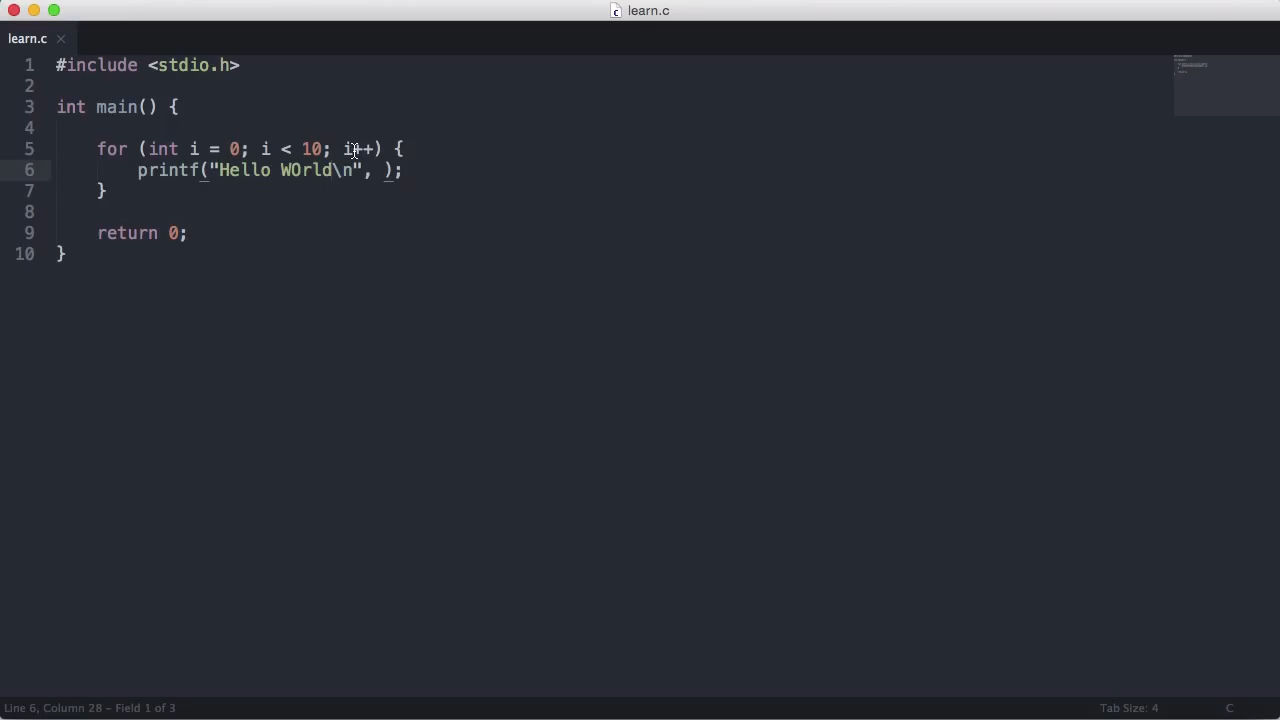 learn.c
learn.c ×
1 #include <stdio.h>
2
3 int main() {
4
5     for (int i = 0; i < 10; i++) {
6         printf("Hello WOrld\n", );
7     }
8
9     return 0;
10 }
Line 6, Column 28 – Field 1 of 3 Tab Size: 4 C